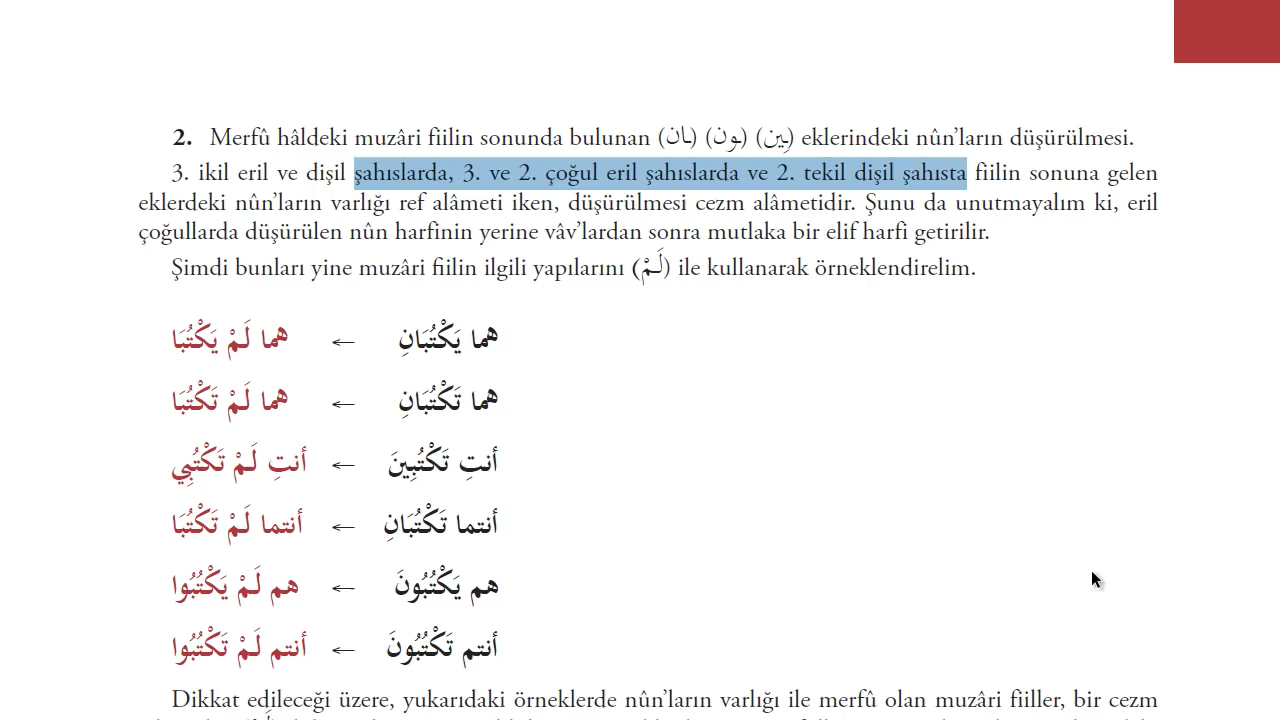 2. Merfû hâldeki muzâri fiilin sonunda bulunan (ـَان) (ـُونَ) (ـِينَ) eklerindeki nûn’ların düşürülmesi.
3. ikil eril ve dişil şahıslarda, 3. ve 2. çoğul eril şahıslarda ve 2. tekil dişil şahısta fiilin sonuna gelen
eklerdeki nûn’ların varlığı ref alâmeti iken, düşürülmesi cezm alâmetidir. Şunu da unutmayalım ki, eril
çoğullarda düşürülen nûn harfinin yerine vâv’lardan sonra mutlaka bir elif harfi getirilir.
Şimdi bunları yine muzâri fiilin ilgili yapılarını (لَمْ) ile kullanarak örneklendirelim.
هما يَكْتُبَانِ ← هما لَمْ يَكْتُبَا
هما تَكْتُبَانِ ← هما لَمْ تَكْتُبَا
أنتِ تَكْتُبِينَ ← أنتِ لَمْ تَكْتُبِي
أنتما تَكْتُبَانِ ← أنتما لَمْ تَكْتُبَا
هم يَكْتُبُونَ ← هم لَمْ يَكْتُبُوا
أنتم تَكْتُبُونَ ← أنتم لَمْ تَكْتُبُوا
Dikkat edileceği üzere, yukarıdaki örneklerde nûn’ların varlığı ile merfû olan muzâri fiiller, bir cezm